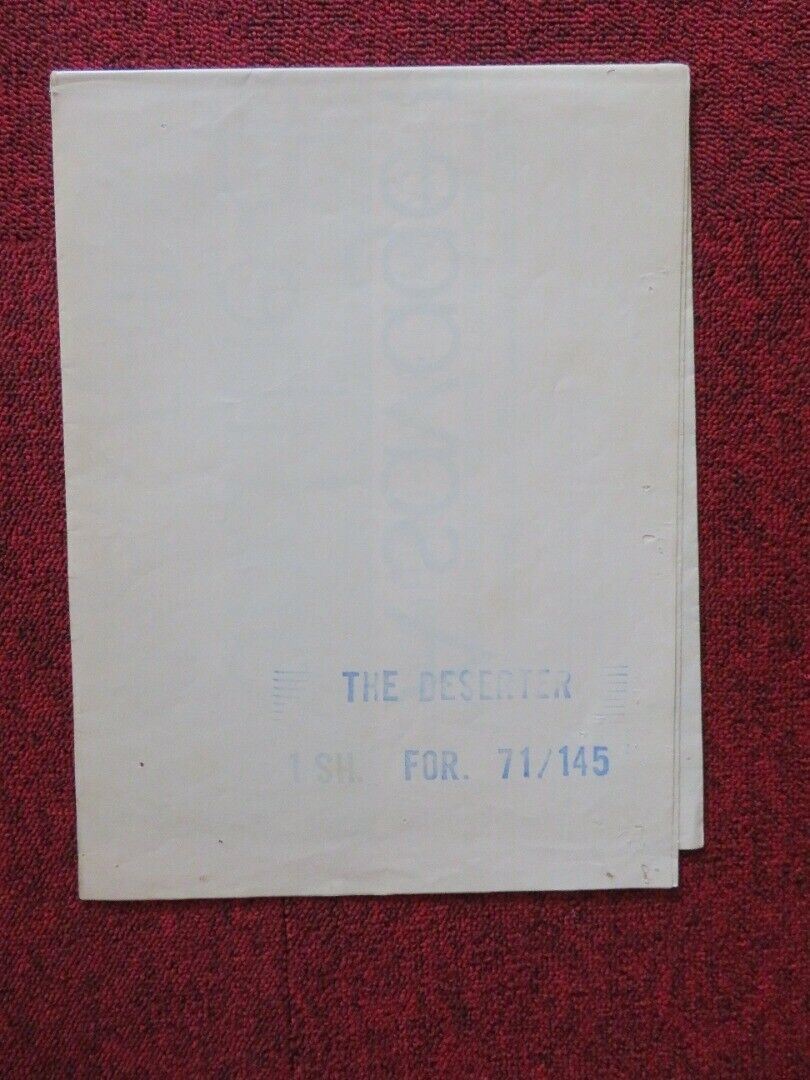 THE DESERTER
1 SH. FOR. 71/145